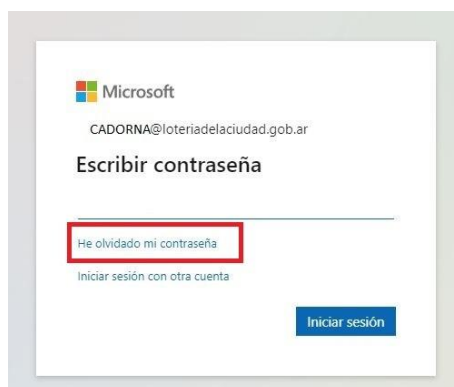 Microsoft
CADORNA@loteriadelaciudad.gob.ar
Escribir contraseña
He olvidado mi contraseña
Iniciar sesión con otra cuenta
Iniciar sesión